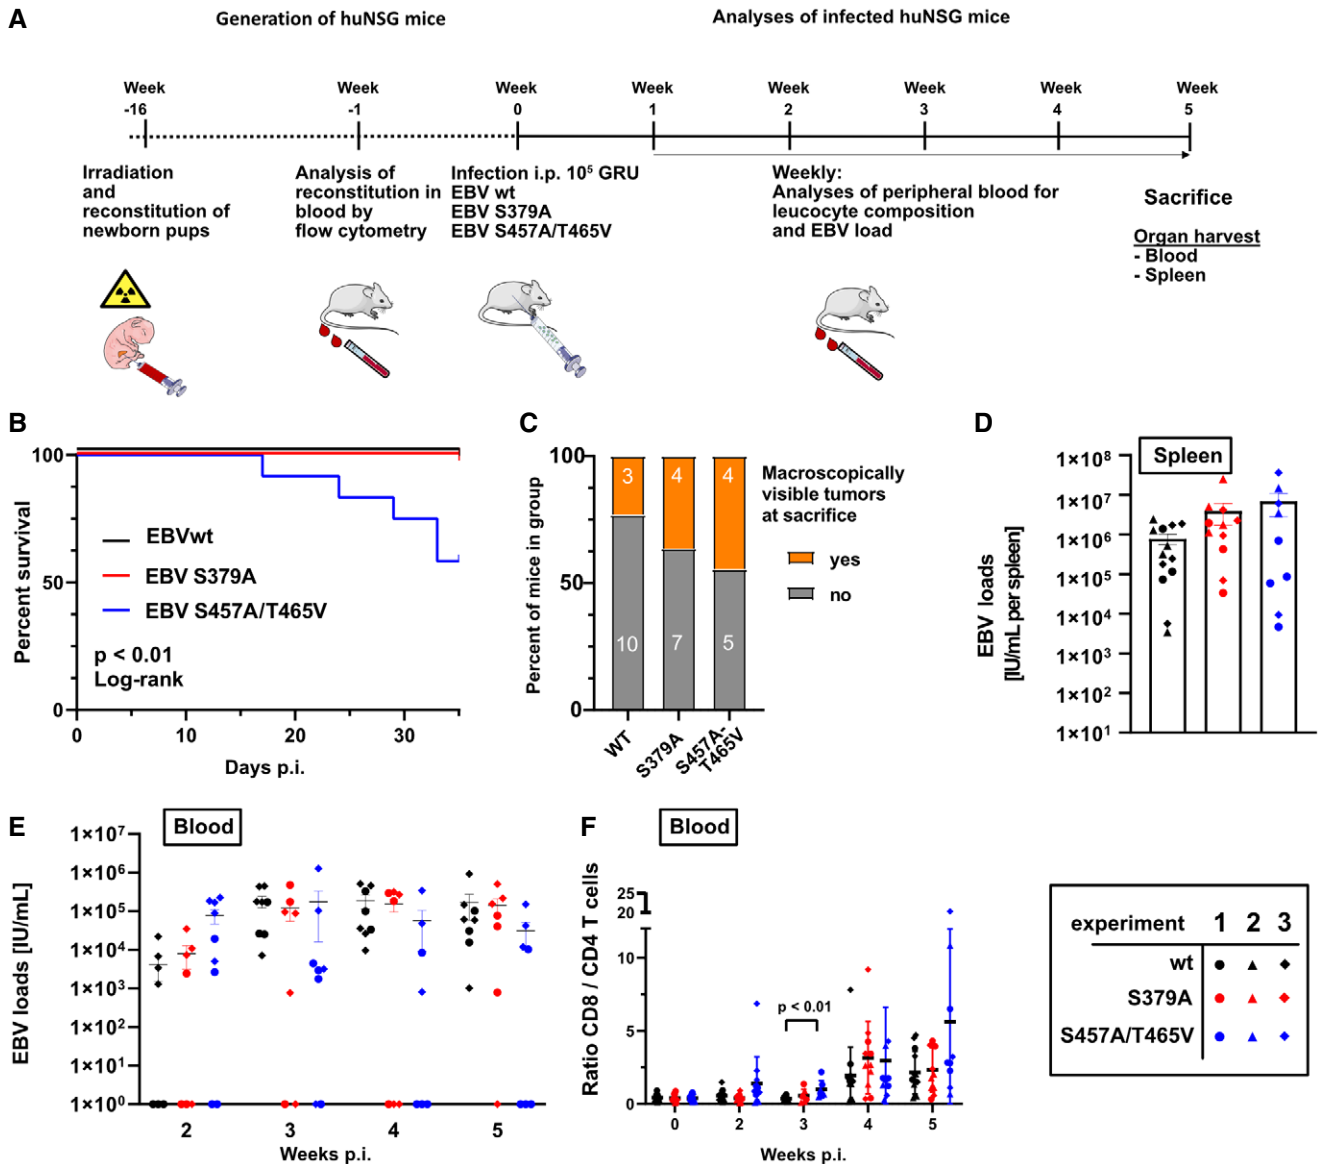 A
Generation of huNSG mice
Analyses of infected huNSG mice
Week Week Week Week Week Week Week Week
-16 -1 0 1 2 3 4 5
Irradiation
and
reconstitution of
newborn pups
Analysis of
reconstitution in
blood by
flow cytometry
Infection i.p. 10⁵ GRU
EBV wt
EBV S379A
EBV S457A/T465V
Weekly:
Analyses of peripheral blood for
leucocyte composition
and EBV load
Sacrifice
Organ harvest
- Blood
- Spleen
B
Percent survival
100
50
0
EBVwt
EBV S379A
EBV S457A/T465V
p < 0.01
Log-rank
0 10 20 30
Days p.i.
C
Percent of mice in group
100
50
0
3 4 4
10 7 5
WT
S379A
S457A-
T465V
Macroscopically
visible tumors
at sacrifice
yes
no
D
Spleen
EBV loads
[IU/mL per spleen]
1×10⁸
1×10⁷
1×10⁶
1×10⁵
1×10⁴
1×10³
1×10²
1×10¹
E
Blood
EBV loads [IU/mL]
1×10⁷
1×10⁶
1×10⁵
1×10⁴
1×10³
1×10²
1×10¹
1×10⁰
2 3 4 5
Weeks p.i.
F
Blood
Ratio CD8 / CD4 T cells
25
20
10
5
0
p < 0.01
0 2 3 4 5
Weeks p.i.
experiment 1 2 3
wt
S379A
S457A/T465V